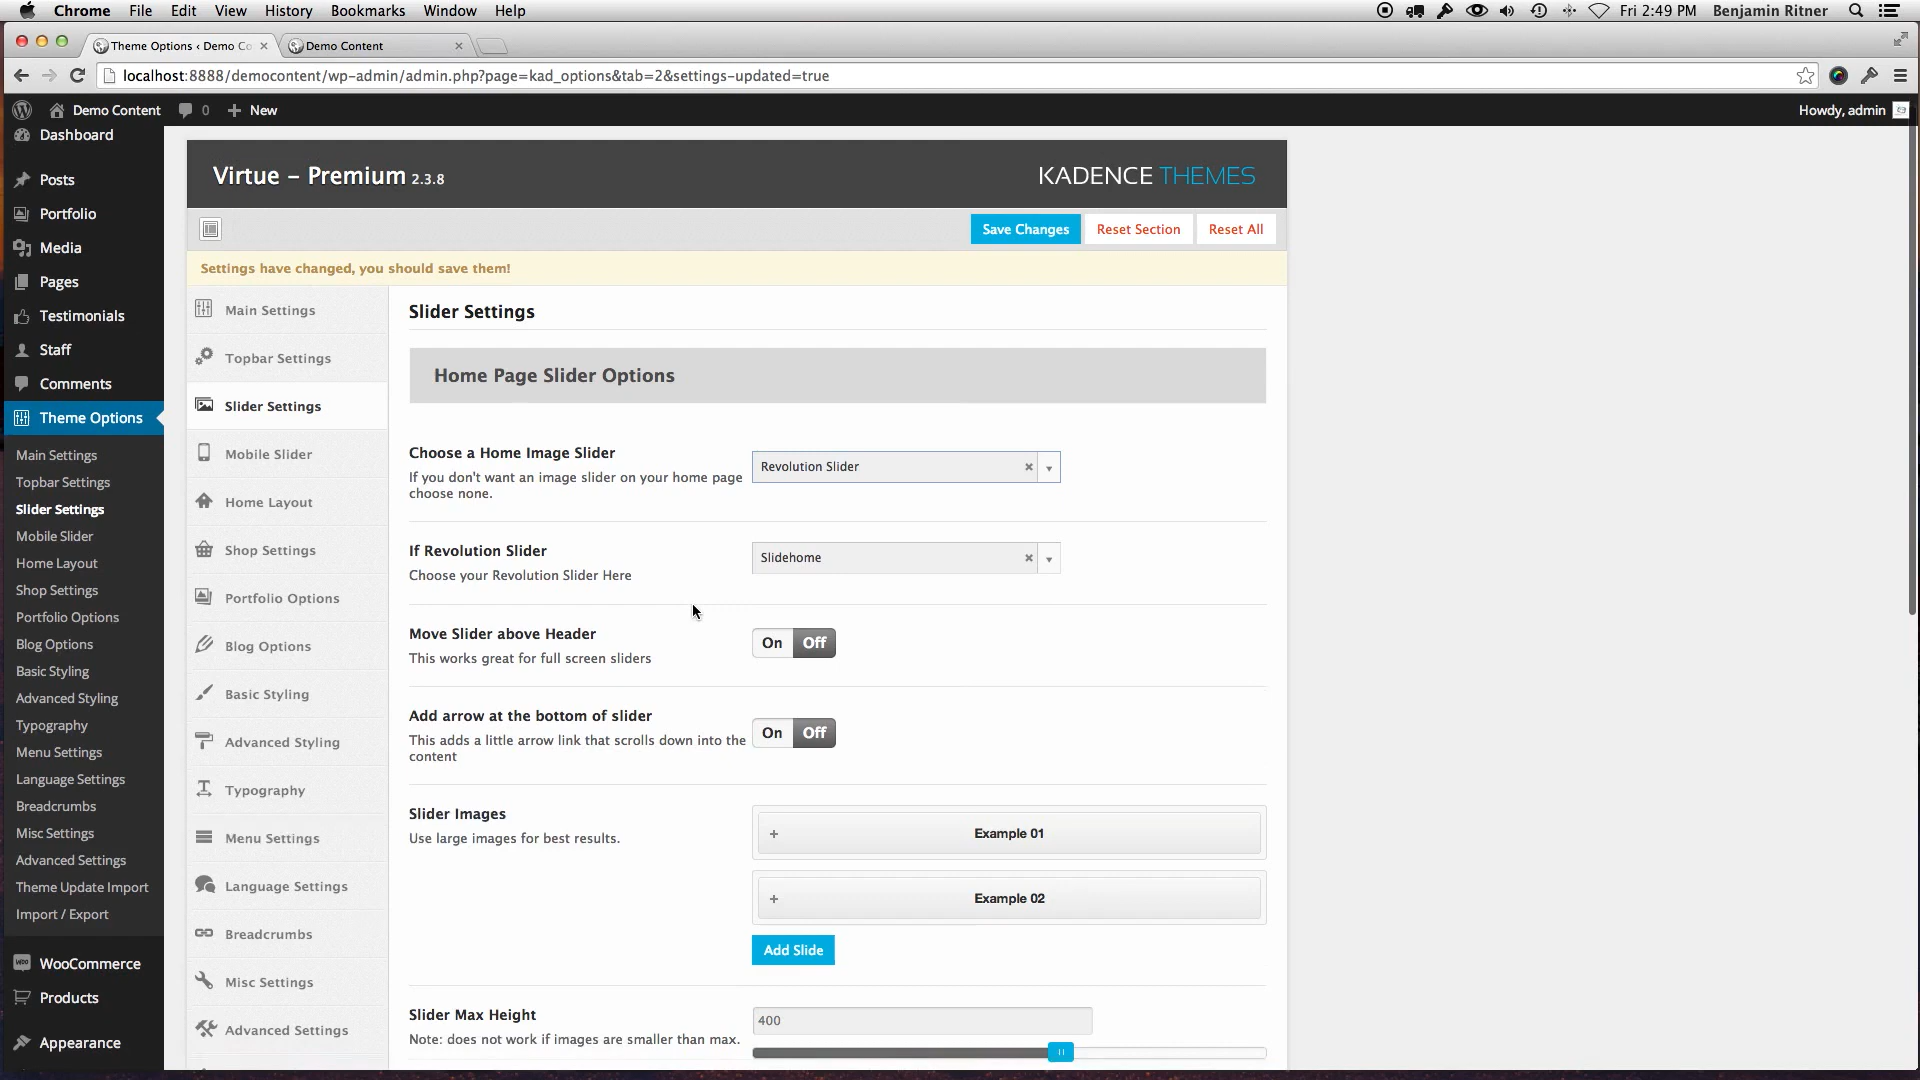 Chrome File Edit View History Bookmarks Window Help Fri 2:49 PM Benjamin Ritner
Theme Options ‹ Demo Co
Demo Content
localhost:8888/democontent/wp-admin/admin.php?page=kad_options&tab=2&settings-updated=true
Demo Content 0 + New Howdy, admin
Dashboard
Posts
Portfolio
Media
Pages
Testimonials
Staff
Comments
Theme Options
Main Settings
Topbar Settings
Slider Settings
Mobile Slider
Home Layout
Shop Settings
Portfolio Options
Blog Options
Basic Styling
Advanced Styling
Typography
Menu Settings
Language Settings
Breadcrumbs
Misc Settings
Advanced Settings
Theme Update Import
Import / Export
WooCommerce
Products
Appearance
Virtue – Premium 2.3.8
KADENCE THEMES
Save Changes Reset Section Reset All
Settings have changed, you should save them!
Main Settings
Topbar Settings
Slider Settings
Mobile Slider
Home Layout
Shop Settings
Portfolio Options
Blog Options
Basic Styling
Advanced Styling
Typography
Menu Settings
Language Settings
Breadcrumbs
Misc Settings
Advanced Settings
Slider Settings
Home Page Slider Options
Choose a Home Image Slider
If you don't want an image slider on your home page
choose none.
Revolution Slider
If Revolution Slider
Choose your Revolution Slider Here
Slidehome
Move Slider above Header
This works great for full screen sliders
On Off
Add arrow at the bottom of slider
This adds a little arrow link that scrolls down into the
content
On Off
Slider Images
Use large images for best results.
+ Example 01
+ Example 02
Add Slide
Slider Max Height
Note: does not work if images are smaller than max.
400